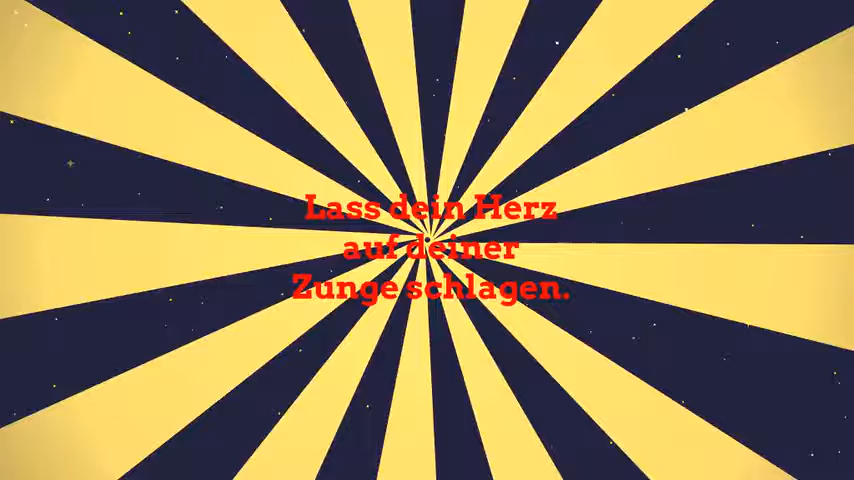 Lass dein Herz
auf deiner
Zunge schlagen.